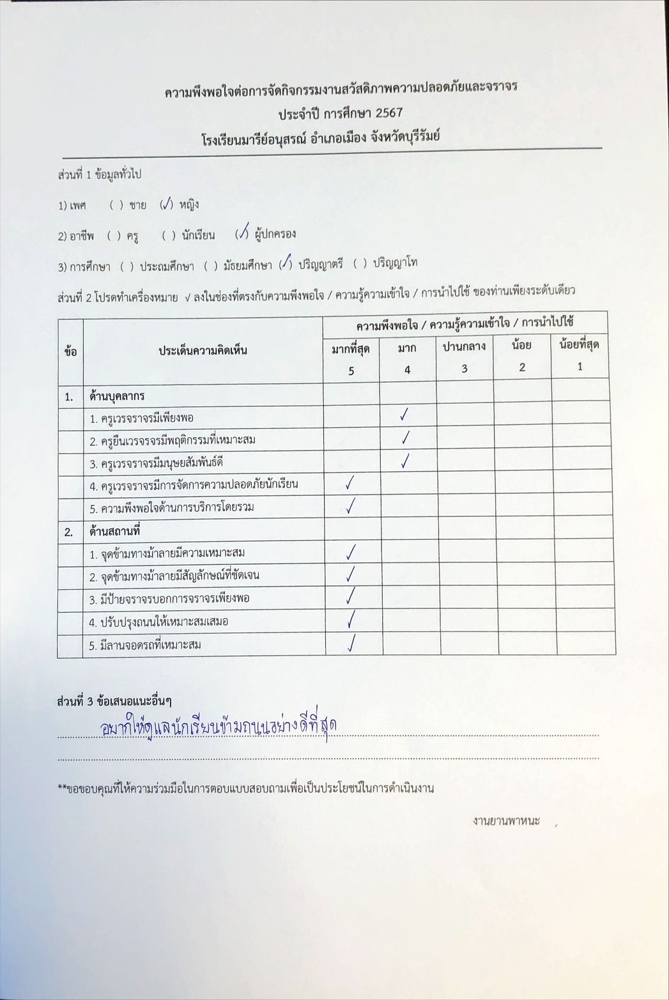 ความพึงพอใจต่อการจัดกิจกรรมงานสวัสดิภาพความปลอดภัยและจราจร
ประจำปี การศึกษา 2567
โรงเรียนมารีย์อนุสรณ์ อำเภอเมือง จังหวัดบุรีรัมย์
ส่วนที่ 1 ข้อมูลทั่วไป
1) เพศ ( ) ชาย (✓) หญิง
2) อาชีพ ( ) ครู ( ) นักเรียน (✓) ผู้ปกครอง
3) การศึกษา ( ) ประถมศึกษา ( ) มัธยมศึกษา (✓) ปริญญาตรี ( ) ปริญญาโท
ส่วนที่ 2 โปรดทำเครื่องหมาย √ ลงในช่องที่ตรงกับความพึงพอใจ / ความรู้ความเข้าใจ / การนำไปใช้ ของท่านเพียงระดับเดียว
ข้อ ประเด็นความคิดเห็น ความพึงพอใจ / ความรู้ความเข้าใจ / การนำไปใช้
มากที่สุด มาก ปานกลาง น้อย น้อยที่สุด
5 4 3 2 1
1. ด้านบุคลากร
1. ครูเวรจราจรมีเพียงพอ ✓
2. ครูยืนเวรจรจรมีพฤติกรรมที่เหมาะสม ✓
3. ครูเวรจราจรมีมนุษยสัมพันธ์ดี ✓
4. ครูเวรจราจรมีการจัดการความปลอดภัยนักเรียน ✓
5. ความพึงพอใจด้านการบริการโดยรวม ✓
2. ด้านสถานที่
1. จุดข้ามทางม้าลายมีความเหมาะสม ✓
2. จุดข้ามทางม้าลายมีสัญลักษณ์ที่ชัดเจน ✓
3. มีป้ายจราจรบอกการจราจรเพียงพอ ✓
4. ปรับปรุงถนนให้เหมาะสมเสมอ ✓
5. มีลานจอดรถที่เหมาะสม ✓
ส่วนที่ 3 ข้อเสนอแนะอื่นๆ
อยากให้ดูแลนักเรียนข้ามถนนอย่างดีที่สุด
**ขอขอบคุณที่ให้ความร่วมมือในการตอบแบบสอบถามเพื่อเป็นประโยชน์ในการดำเนินงาน
งานยานพาหนะ